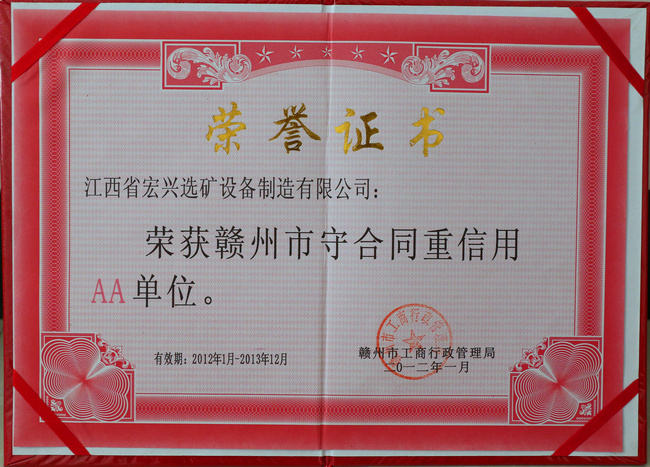 荣誉证书
江西省宏兴选矿设备制造有限公司：
荣获赣州市守合同重信用
AA单位。
有效期：2012年1月-2013年12月
赣州市工商行政管理局
二〇一二年一月